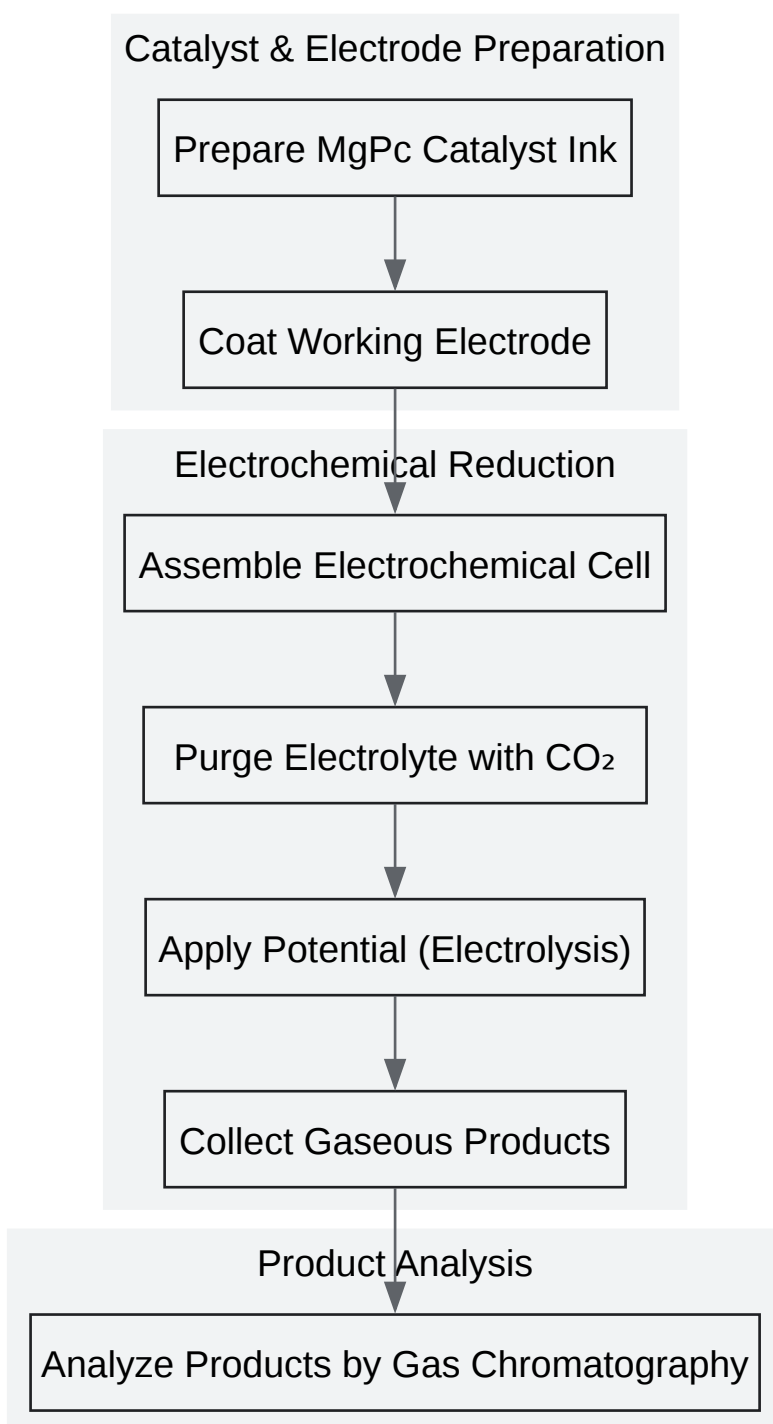 Catalyst & Electrode Preparation
Prepare MgPc Catalyst Ink
Coat Working Electrode
Electrochemical Reduction
Assemble Electrochemical Cell
Purge Electrolyte with CO₂
Apply Potential (Electrolysis)
Collect Gaseous Products
Product Analysis
Analyze Products by Gas Chromatography